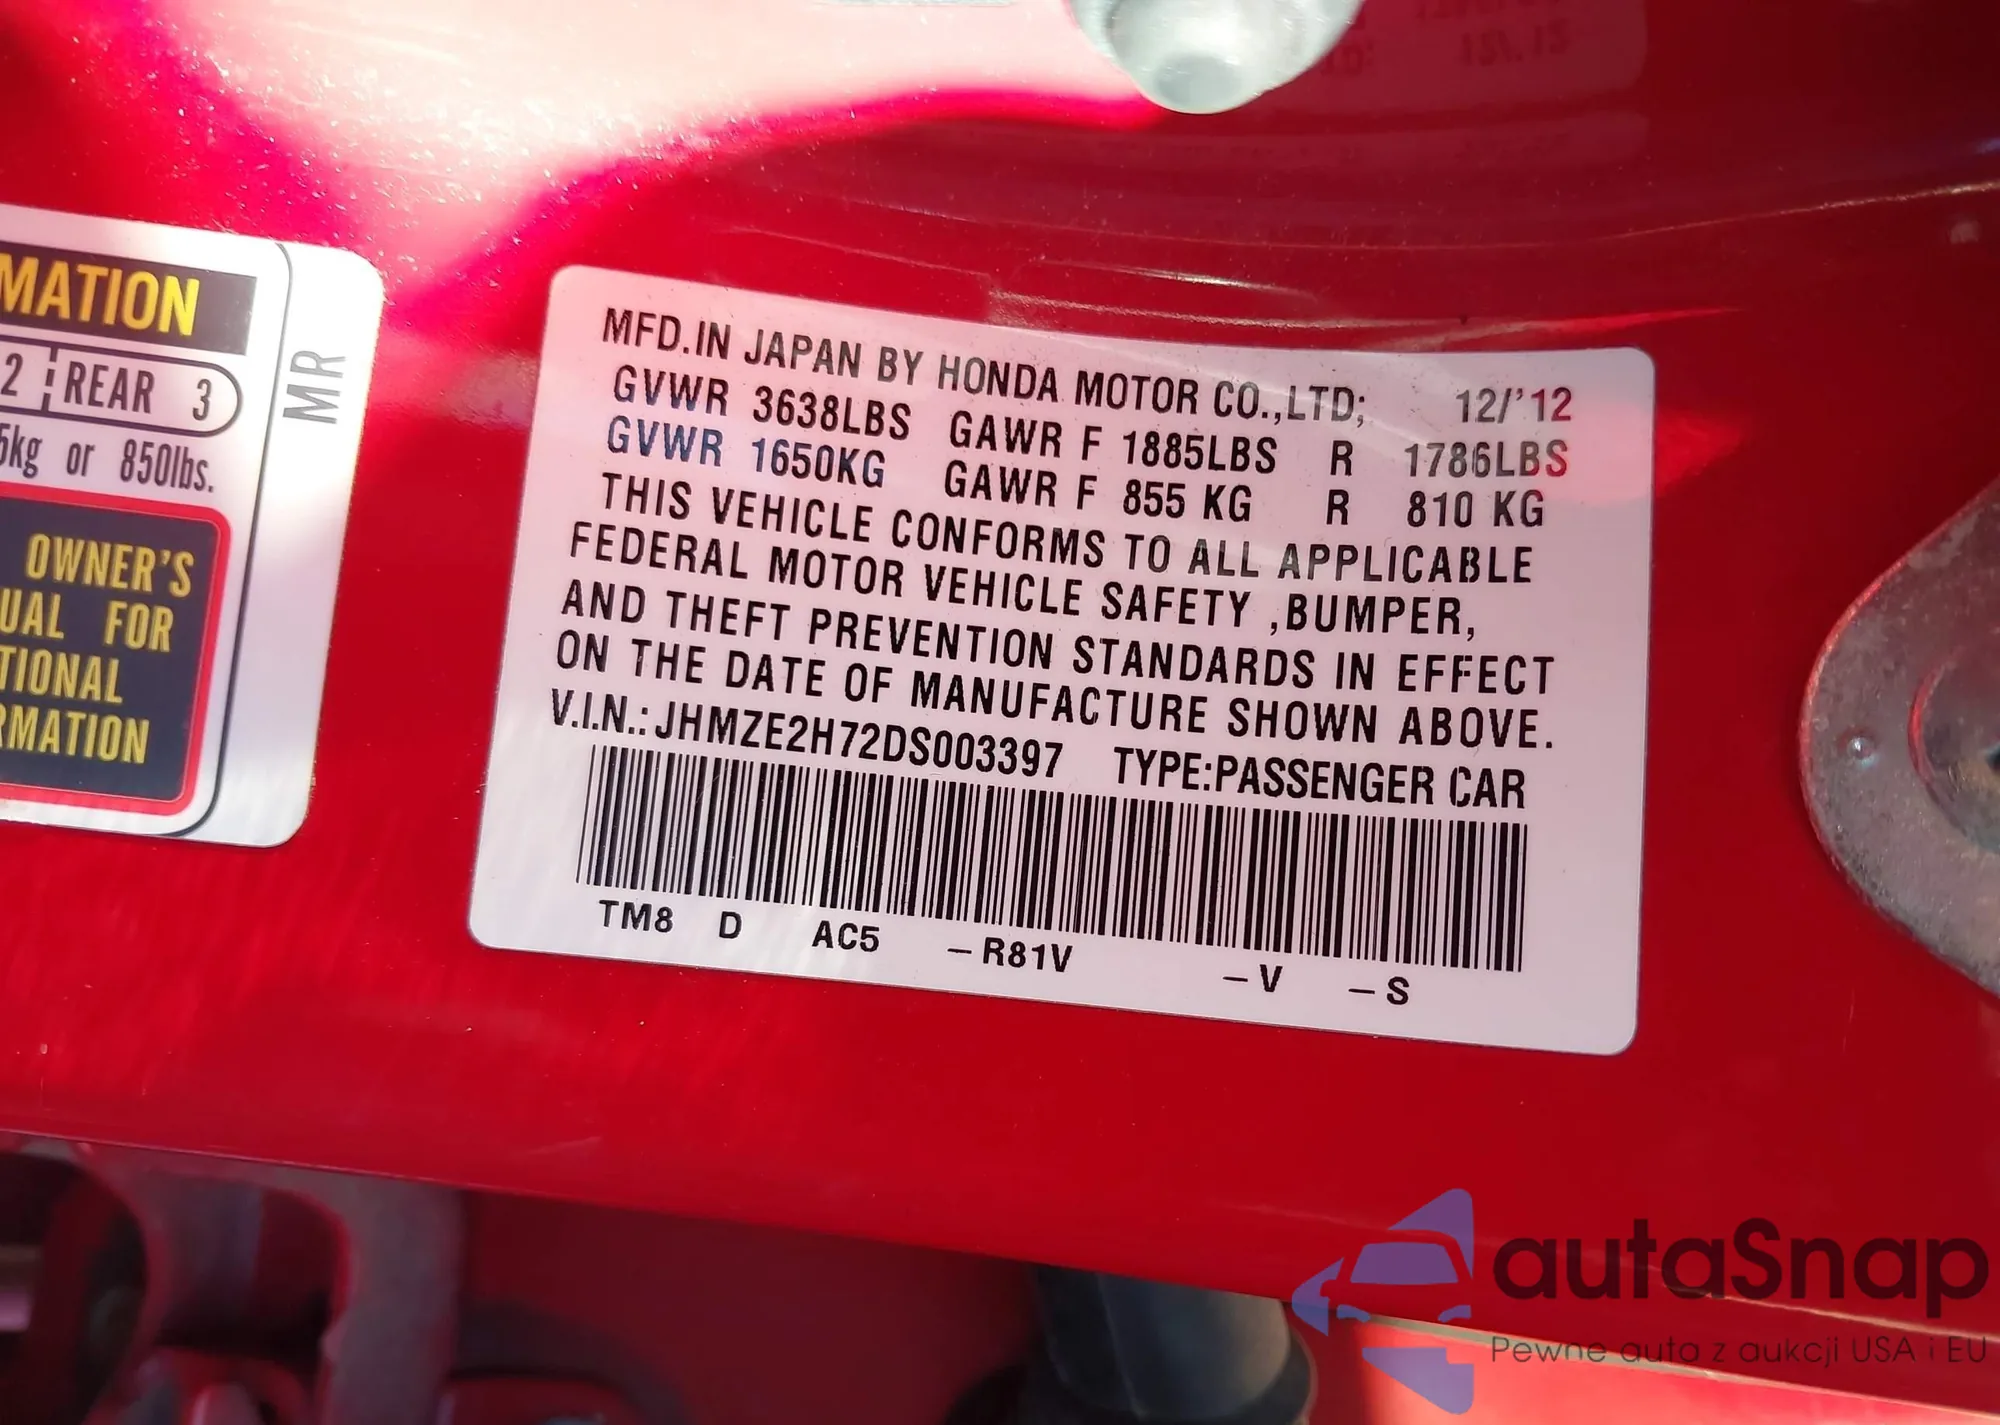 MATION
2 REAR 3
5kg or 850lbs.
OWNER'S
UAL FOR
TIONAL
RMATION
MR
MFD.IN JAPAN BY HONDA MOTOR CO.,LTD; 12/'12
GVWR 3638LBS GAWR F 1885LBS R 1786LBS
GVWR 1650KG GAWR F 855 KG R 810 KG
THIS VEHICLE CONFORMS TO ALL APPLICABLE
FEDERAL MOTOR VEHICLE SAFETY ,BUMPER,
AND THEFT PREVENTION STANDARDS IN EFFECT
ON THE DATE OF MANUFACTURE SHOWN ABOVE.
V.I.N.: JHMZE2H72DS003397 TYPE:PASSENGER CAR
TM8 D AC5 –R81V –V –S
autaSnap
Pewne auto z aukcji USA i EU